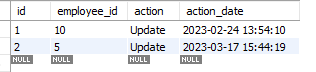 id employee_id action action_date
1 10 Update 2023-02-24 13:54:10
2 5 Update 2023-03-17 15:44:19
NULL NULL NULL NULL